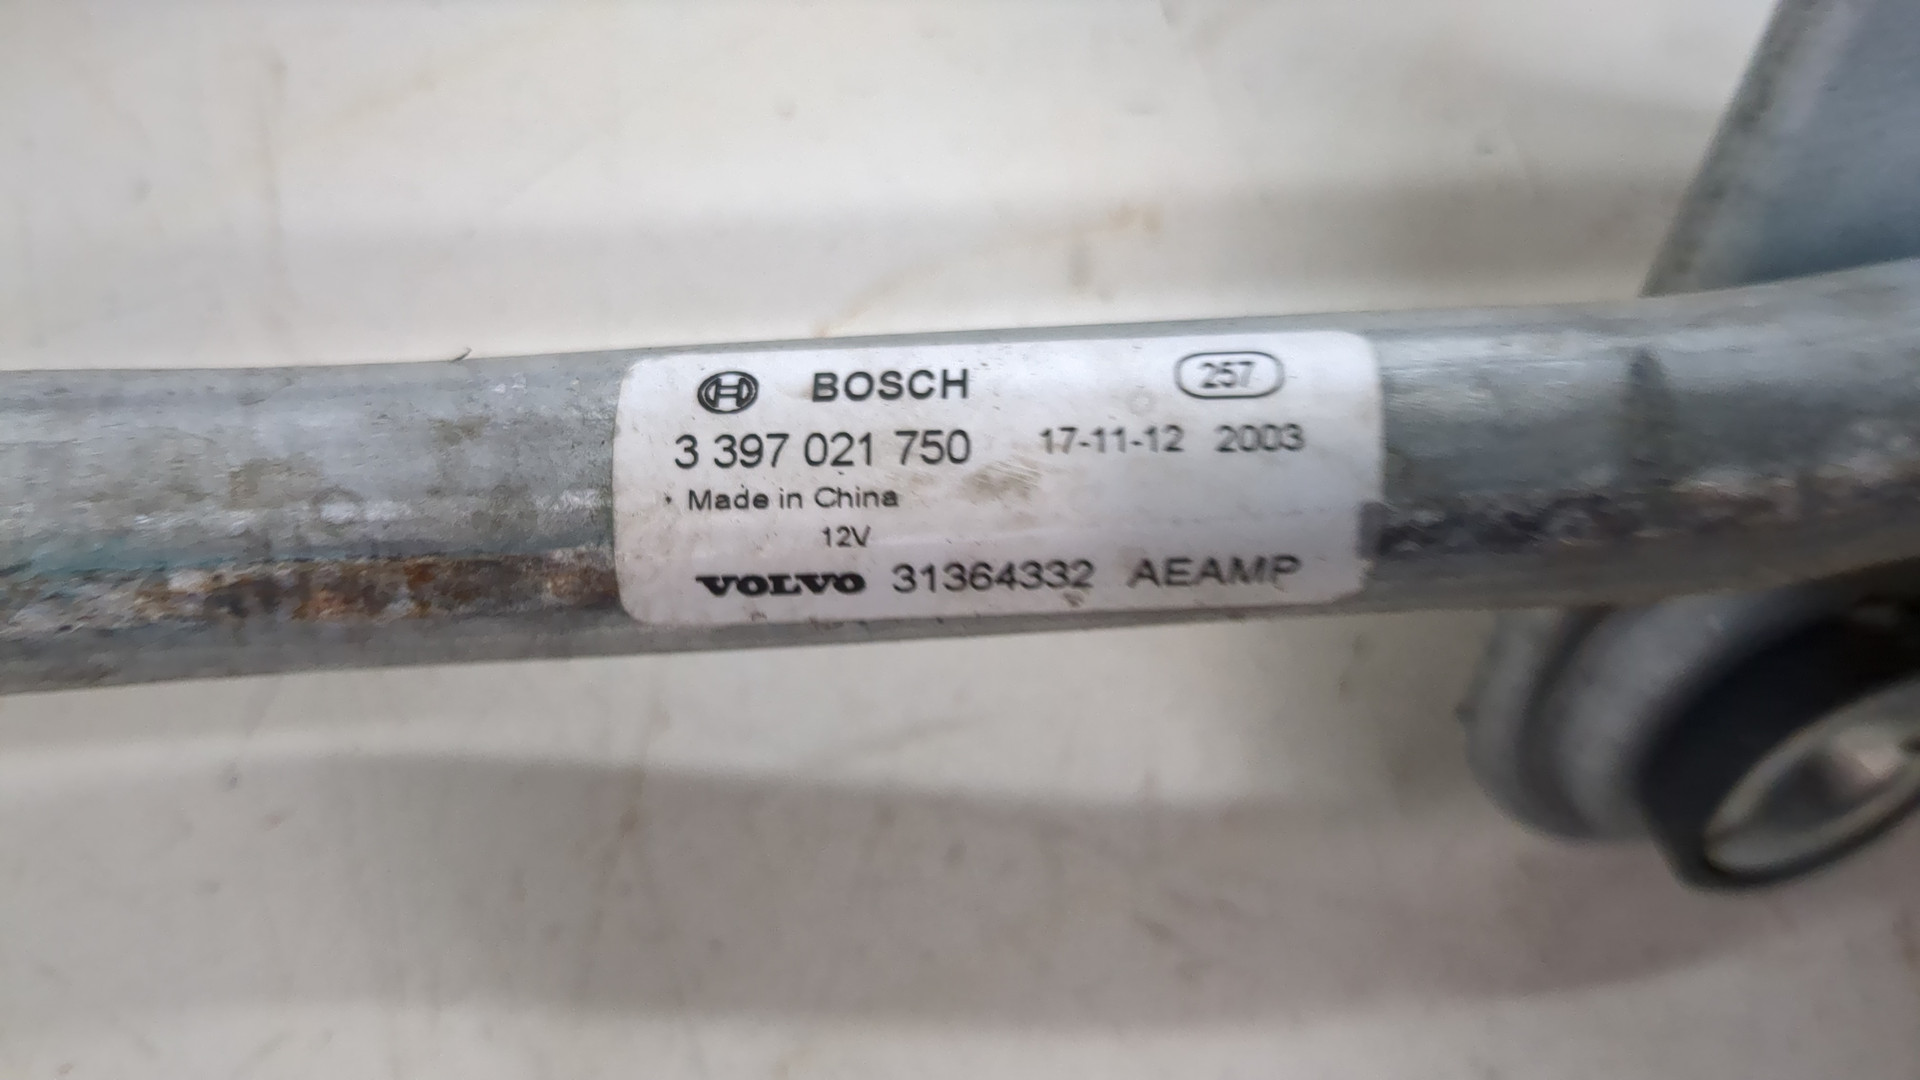 BOSCH 257
3 397 021 750 17-11-12 2003
Made in China
12V
VOLVO 31364332 AEAMP